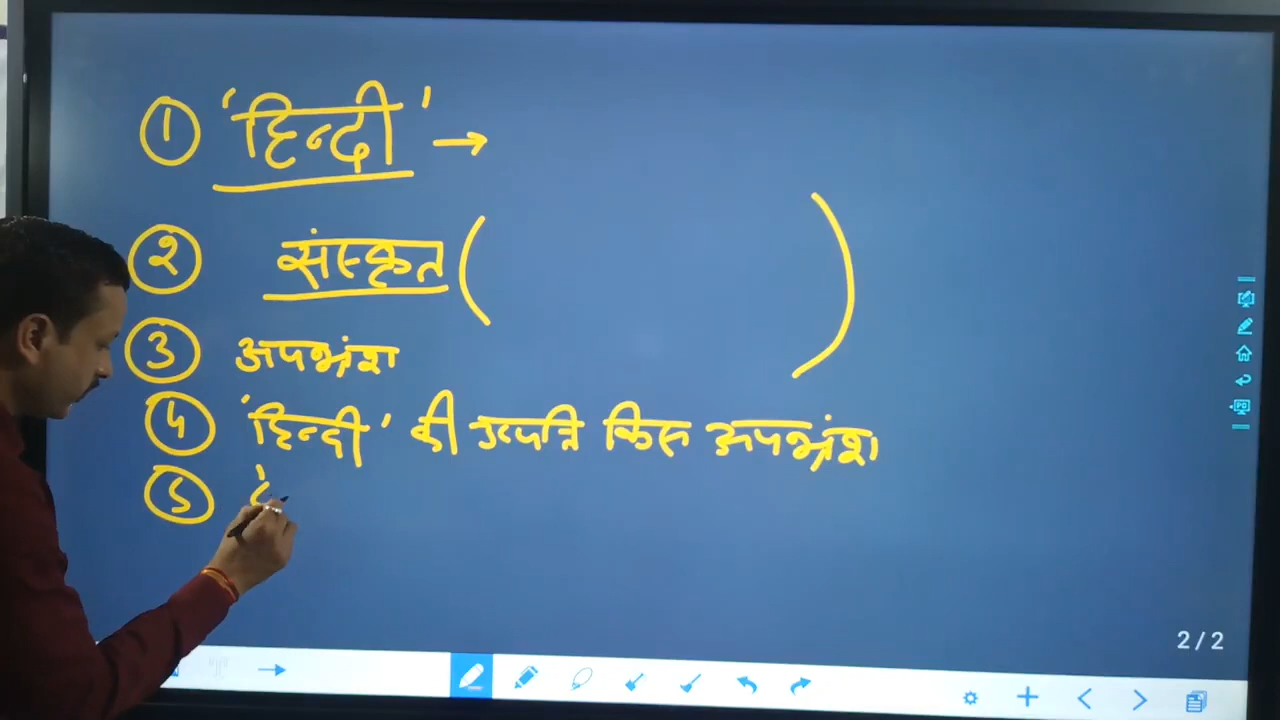 ① 'हिन्दी' →
② संस्कृत (        )
③ अपभ्रंश
④ 'हिन्दी' की उत्पत्ति किस अपभ्रंश
⑤ '
2/2